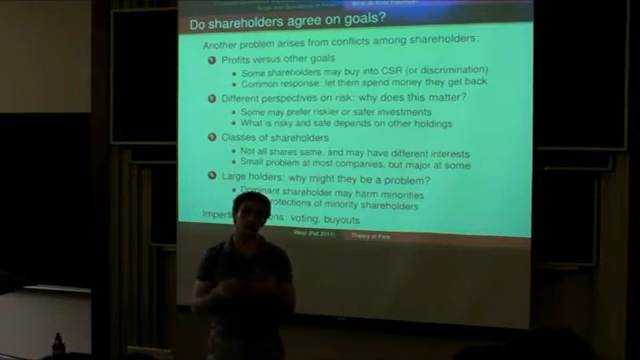 Do shareholders agree on goals?
Another problem arises from conflicts among shareholders:
Profits versus other goals
Some shareholders may buy into CSR (or discrimination)
Common response: let them spend money they get back
Different perspectives on risk: why does this matter?
Some may prefer riskier or safer investments
What is risky and safe depends on other holdings
Classes of shareholders
Not all shares same, and may have different interests
Small problem at most companies, but major at some
Large holders: why might they be a problem?
Dominant shareholder may harm minorities
protections of minority shareholders
voting, buyouts
(Fall 2011)
Theory of Firm